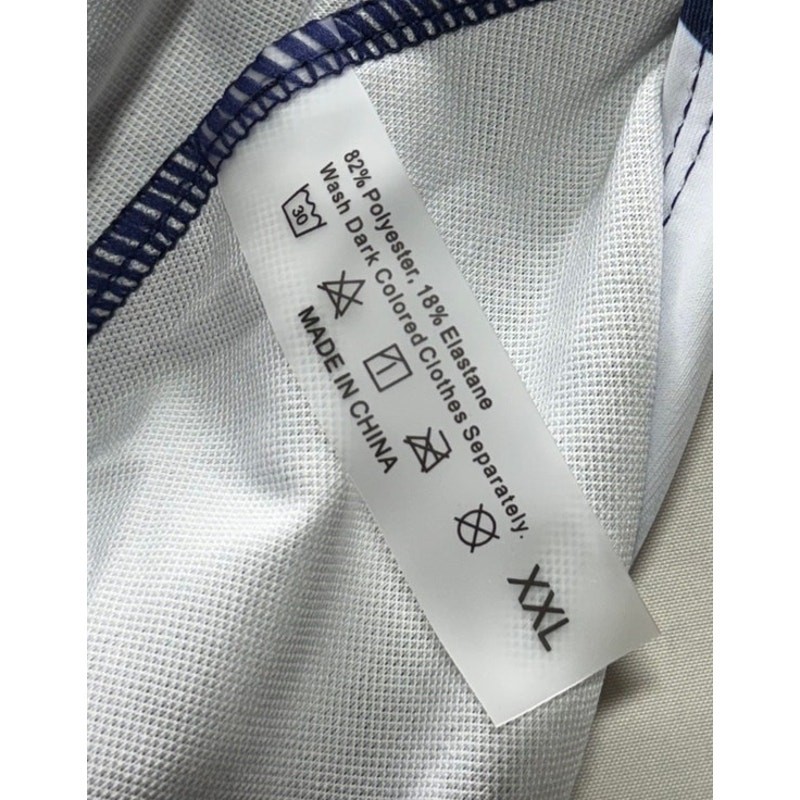 82% Polyester, 18% Elastane
Wash Dark Colored Clothes Separately.
30
MADE IN CHINA
XXL